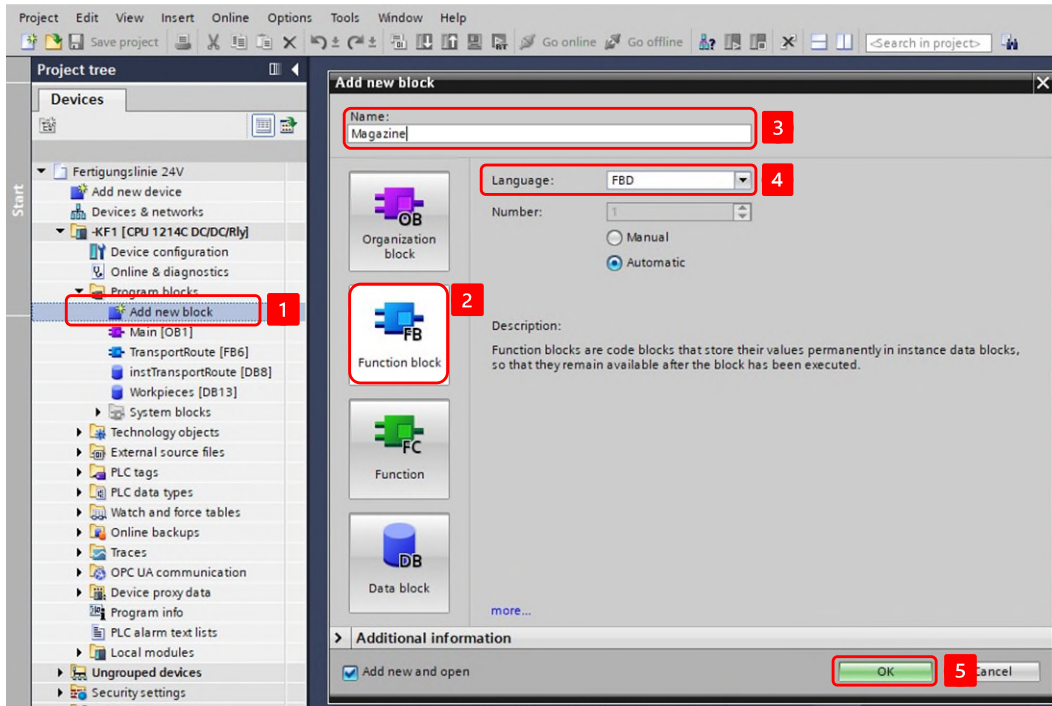 Project Edit View Insert Online Options Tools Window Help
Save project Go online Go offline <Search in project>
Project tree
Devices
Start
Fertigungslinie 24V
Add new device
Devices & networks
-KF1 [CPU 1214C DC/DC/Rly]
Device configuration
Online & diagnostics
Program blocks
Add new block
1
Main [OB1]
TransportRoute [FB6]
instTransportRoute [DB8]
Workpieces [DB13]
System blocks
Technology objects
External source files
PLC tags
PLC data types
Watch and force tables
Online backups
Traces
OPC UA communication
Device proxy data
Program info
PLC alarm text lists
Local modules
Ungrouped devices
Security settings
Add new block
Name:
Magazine
3
OB
Organization
block
2
FB
Function block
FC
Function
DB
Data block
Language: FBD
4
Number: 1
Manual
Automatic
Description:
Function blocks are code blocks that store their values permanently in instance data blocks,
so that they remain available after the block has been executed.
more...
Additional information
Add new and open
OK
5
ancel